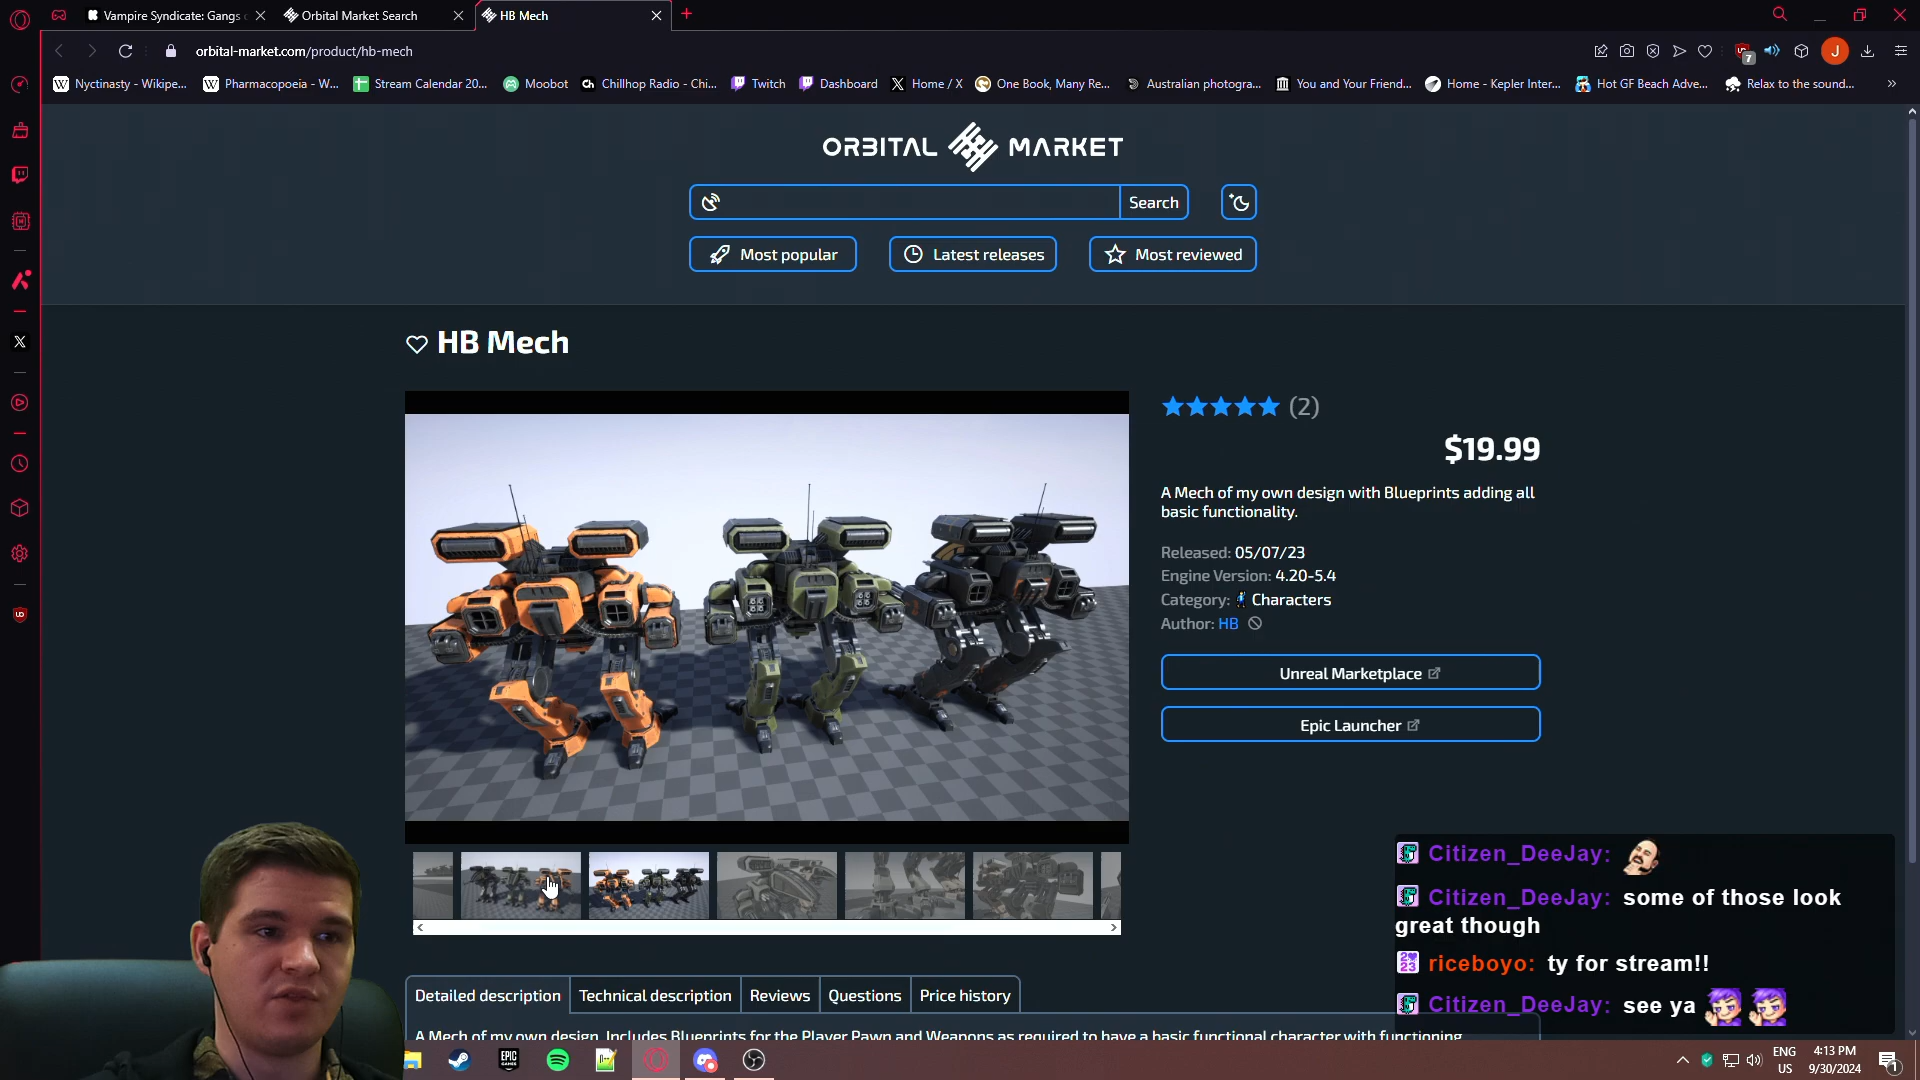 Vampire Syndicate: Gangs
Orbital Market Search
HB Mech
orbital-market.com/product/hb-mech
7
J
Nyctinasty - Wikipe...
Pharmacopoeia - W...
Stream Calendar 20...
Moobot
Chillhop Radio - Chi...
Twitch
Dashboard
Home / X
One Book, Many Re...
Australian photogra...
You and Your Friend...
Home - Kepler Inter...
Hot GF Beach Adve...
Relax to the sound...
ORBITAL MARKET
Search
Most popular
Latest releases
Most reviewed
HB Mech
(2)
$19.99
A Mech of my own design with Blueprints adding all
basic functionality.
Released: 05/07/23
Engine Version: 4.20-5.4
Category: Characters
Author: HB
Unreal Marketplace
Epic Launcher
Citizen_DeeJay:
Citizen_DeeJay: some of those look
great though
riceboyo: ty for stream!!
Citizen_DeeJay: see ya
Detailed description
Technical description
Reviews
Questions
Price history
A Mech of my own design. Includes Blueprints for the Player Pawn and Weapons as required to have a basic functional character with functioning
ENG
US
4:13 PM
9/30/2024
1